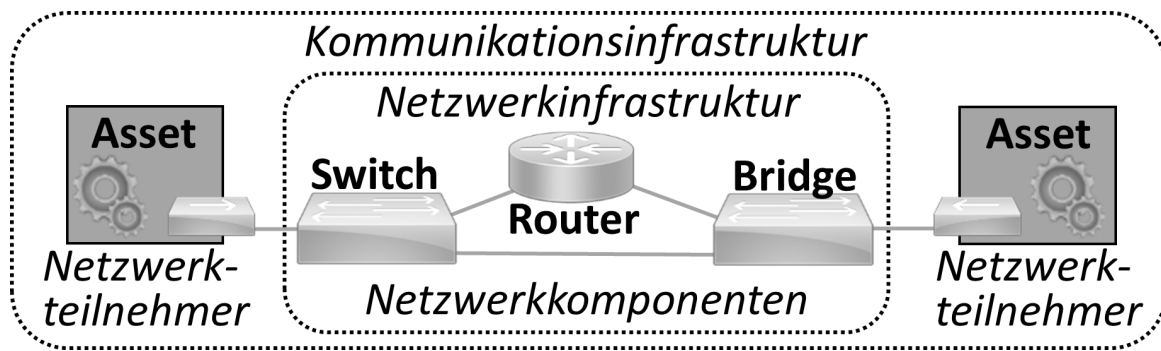 Kommunikationsinfrastruktur
Netzwerkinfrastruktur
Asset
Switch
Router
Bridge
Asset
Netzwerk-
teilnehmer
Netzwerkkomponenten
Netzwerk-
teilnehmer